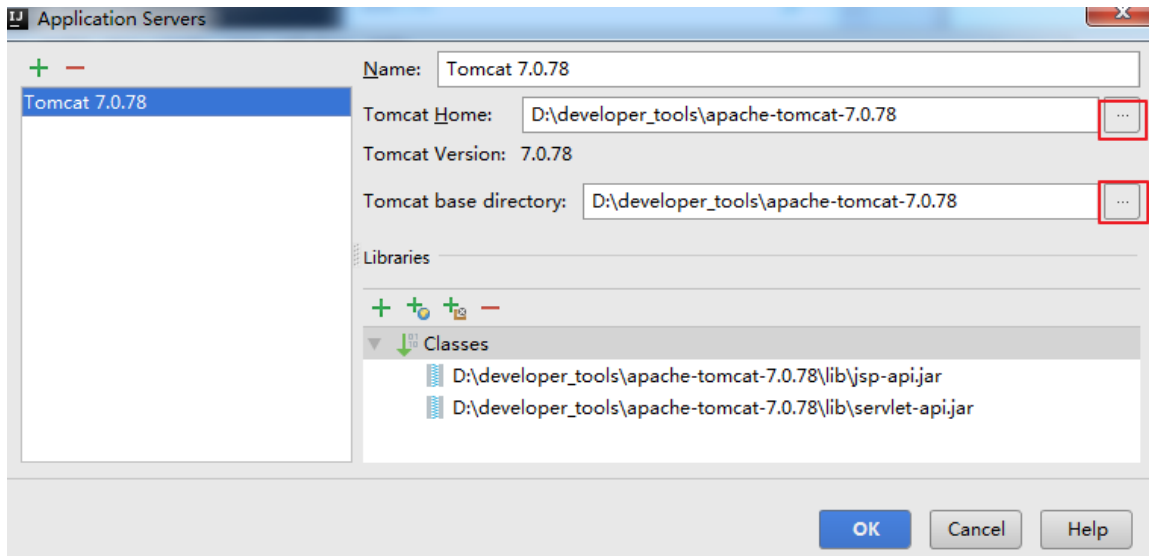 Application Servers
Tomcat 7.0.78
Name: Tomcat 7.0.78
Tomcat Home: D:\developer_tools\apache-tomcat-7.0.78 ...
Tomcat Version: 7.0.78
Tomcat base directory: D:\developer_tools\apache-tomcat-7.0.78 ...
Libraries
Classes
D:\developer_tools\apache-tomcat-7.0.78\lib\jsp-api.jar
D:\developer_tools\apache-tomcat-7.0.78\lib\servlet-api.jar
OK Cancel Help